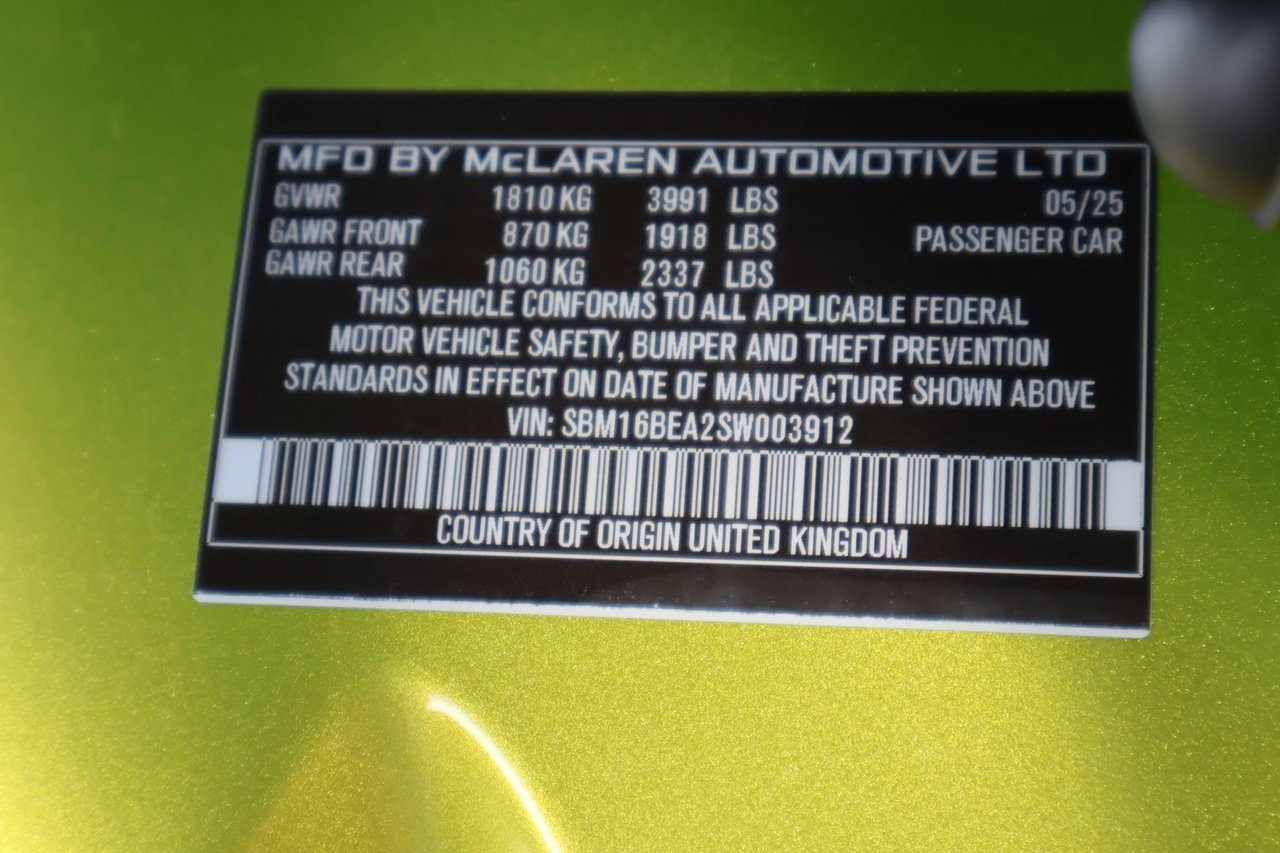 MFD BY McLAREN AUTOMOTIVE LTD
GVWR 1810 KG 3991 LBS 05/25
GAWR FRONT 870 KG 1918 LBS PASSENGER CAR
GAWR REAR 1060 KG 2337 LBS
THIS VEHICLE CONFORMS TO ALL APPLICABLE FEDERAL
MOTOR VEHICLE SAFETY, BUMPER AND THEFT PREVENTION
STANDARDS IN EFFECT ON DATE OF MANUFACTURE SHOWN ABOVE
VIN: SBM16BEA2SW003912
COUNTRY OF ORIGIN UNITED KINGDOM